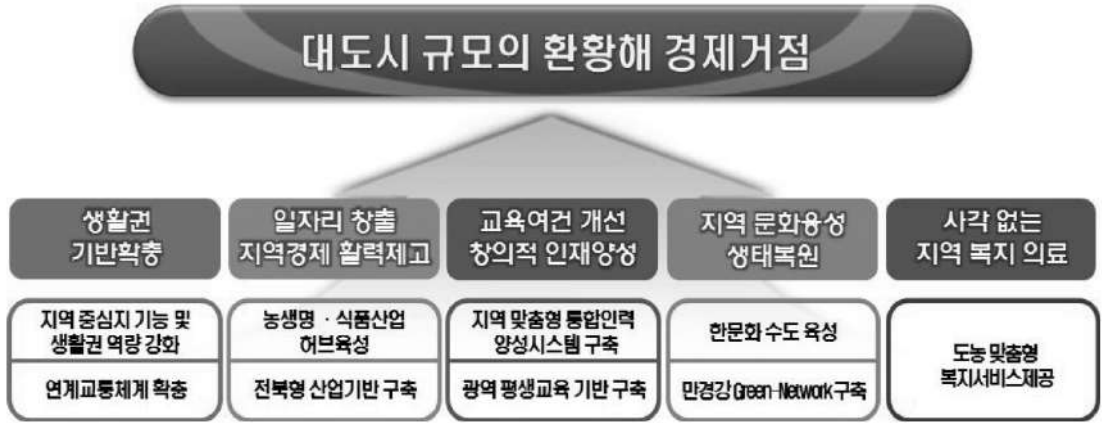 대도시 규모의 환황해 경제거점
생활권
기반확충
일자리 창출
지역경제 활력제고
교육여건 개선
창의적 인재양성
지역 문화융성
생태복원
사각 없는
지역 복지 의료
지역 중심지 기능 및
생활권 역량 강화
연계교통체계 확충
농생명 · 식품산업
허브육성
전북형 산업기반 구축
지역 맞춤형 통합인력
양성시스템 구축
광역 평생교육 기반 구축
한문화 수도 육성
만경강 Green-Network 구축
도농 맞춤형
복지서비스제공